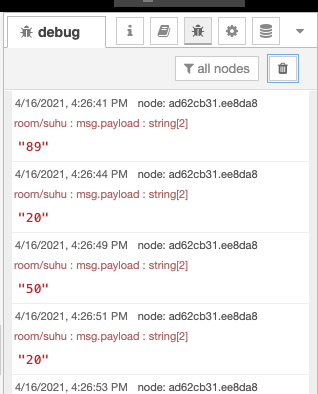 debug
all nodes
4/16/2021, 4:26:41 PM node: ad62cb31.ee8da8
room/suhu : msg.payload : string[2]
"89"
4/16/2021, 4:26:44 PM node: ad62cb31.ee8da8
room/suhu : msg.payload : string[2]
"20"
4/16/2021, 4:26:49 PM node: ad62cb31.ee8da8
room/suhu : msg.payload : string[2]
"50"
4/16/2021, 4:26:51 PM node: ad62cb31.ee8da8
room/suhu : msg.payload : string[2]
"20"
4/16/2021, 4:26:53 PM node: ad62cb31.ee8da8